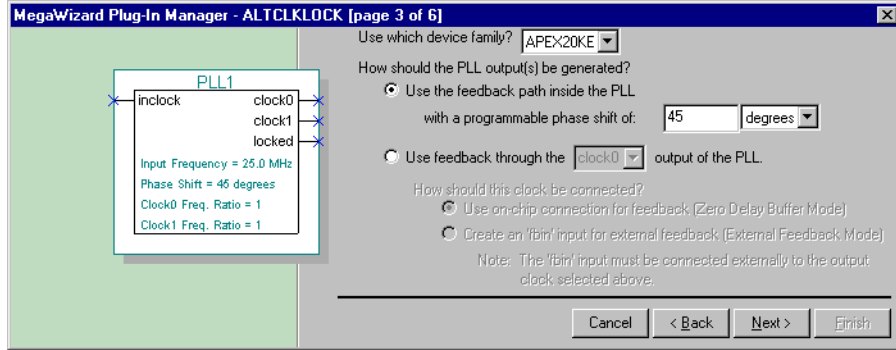 MegaWizard Plug-In Manager - ALTCLKLOCK [page 3 of 6]
PLL1
inclock
clock0
clock1
locked
Input Frequency = 25.0 MHz
Phase Shift = 45 degrees
Clock0 Freq. Ratio = 1
Clock1 Freq. Ratio = 1
Use which device family? APEX20KE
How should the PLL output(s) be generated?
Use the feedback path inside the PLL
with a programmable phase shift of: 45 degrees
Use feedback through the clock0 output of the PLL.
How should this clock be connected?
Use on-chip connection for feedback (Zero Delay Buffer Mode)
Create an 'fbin' input for external feedback (External Feedback Mode)
Note: The 'fbin' input must be connected externally to the output
clock selected above.
Cancel < Back Next > Finish